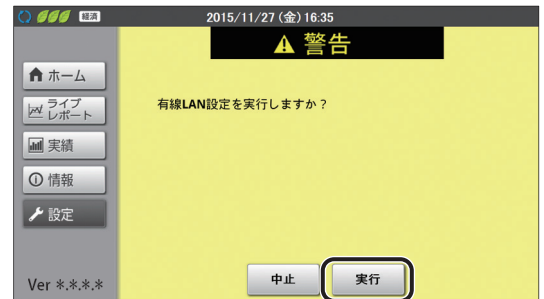 経済
2015/11/27 (金) 16:35
警告
ホーム
ライブ
レポート
実績
情報
設定
有線LAN設定を実行しますか？
中止
実行
Ver *.*.*.*